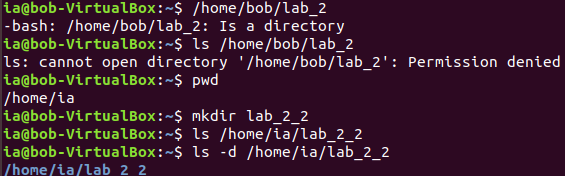 ia@bob-VirtualBox:~$ /home/bob/lab_2
-bash: /home/bob/lab_2: Is a directory
ia@bob-VirtualBox:~$ ls /home/bob/lab_2
ls: cannot open directory '/home/bob/lab_2': Permission denied
ia@bob-VirtualBox:~$ pwd
/home/ia
ia@bob-VirtualBox:~$ mkdir lab_2_2
ia@bob-VirtualBox:~$ ls /home/ia/lab_2_2
ia@bob-VirtualBox:~$ ls -d /home/ia/lab_2_2
/home/ia/lab_2_2